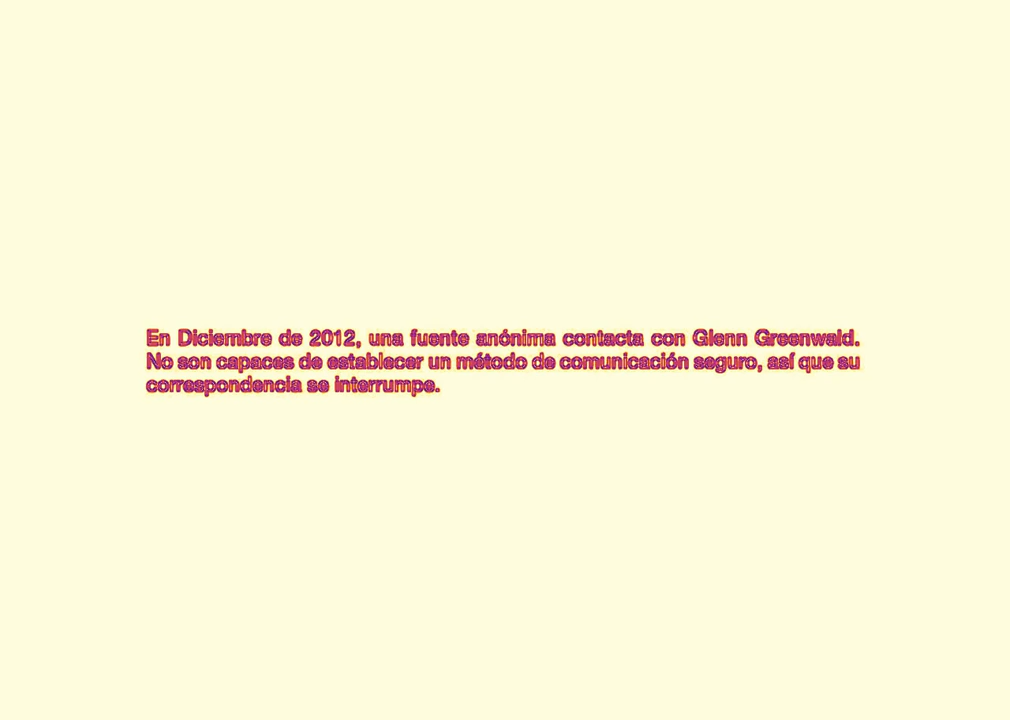 En Diciembre de 2012, una fuente anónima contacta con Glenn Greenwald.
No son capaces de establecer un método de comunicación seguro, así que su
correspondencia se interrumpe.